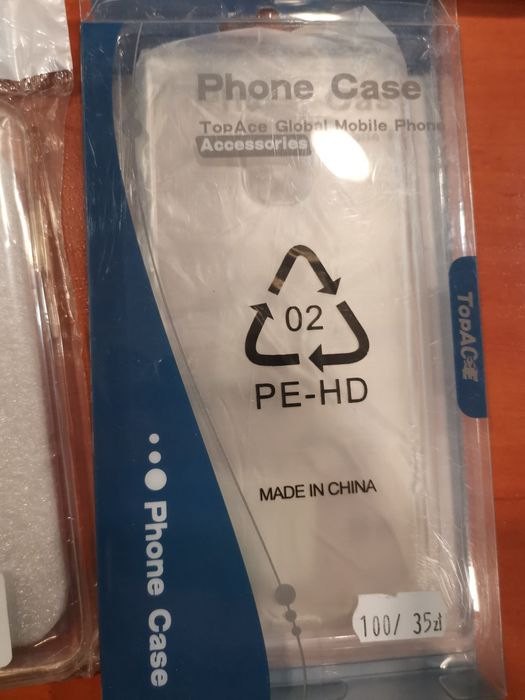 Phone Case
TopAce Global Mobile Phone
Accessories
TOPACE
02
PE-HD
MADE IN CHINA
Phone Case
100/ 35zł